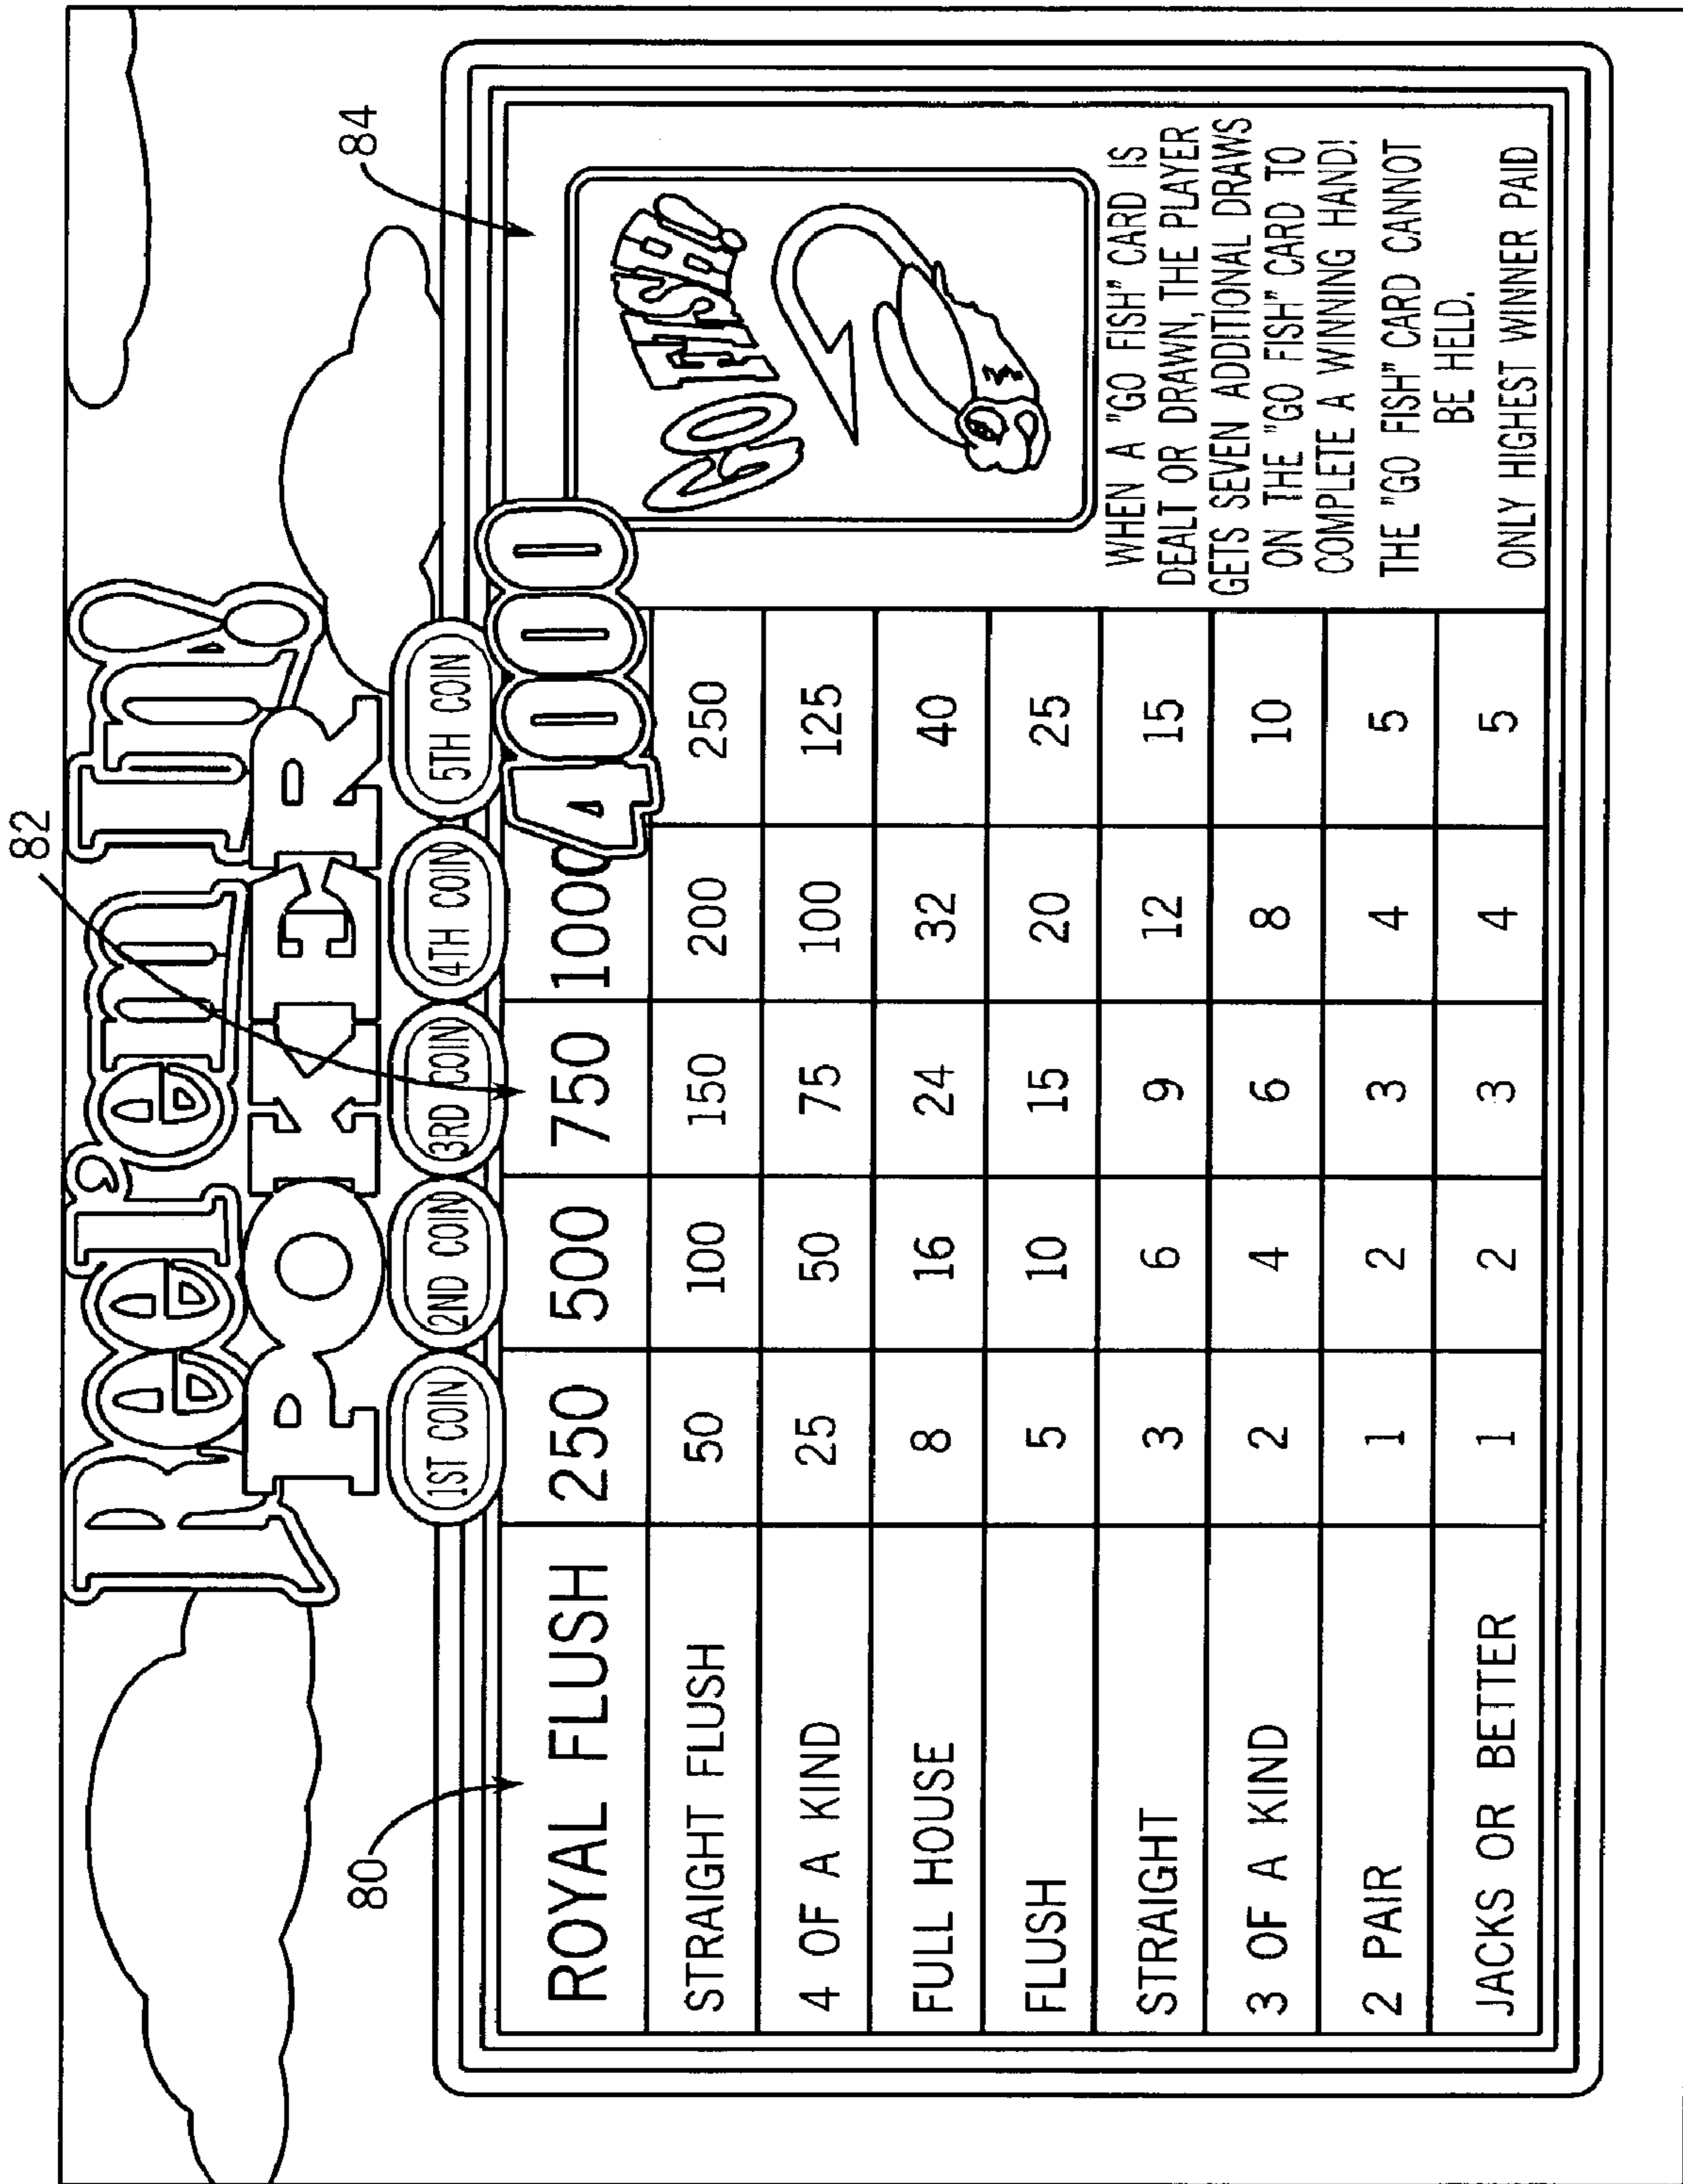 82
Reel 'em In!
POKER
84
80
1ST COIN 2ND COIN 3RD COIN 4TH COIN 5TH COIN
ROYAL FLUSH 250 500 750 1000 4000
STRAIGHT FLUSH 50 100 150 200 250
4 OF A KIND 25 50 75 100 125
FULL HOUSE 8 16 24 32 40
FLUSH 5 10 15 20 25
STRAIGHT 3 6 9 12 15
3 OF A KIND 2 4 6 8 10
2 PAIR 1 2 3 4 5
JACKS OR BETTER 1 2 3 4 5
GO FISH!
WHEN A "GO FISH" CARD IS
DEALT OR DRAWN, THE PLAYER
GETS SEVEN ADDITIONAL DRAWS
ON THE "GO FISH" CARD TO
COMPLETE A WINNING HAND!
THE "GO FISH" CARD CANNOT
BE HELD.
ONLY HIGHEST WINNER PAID